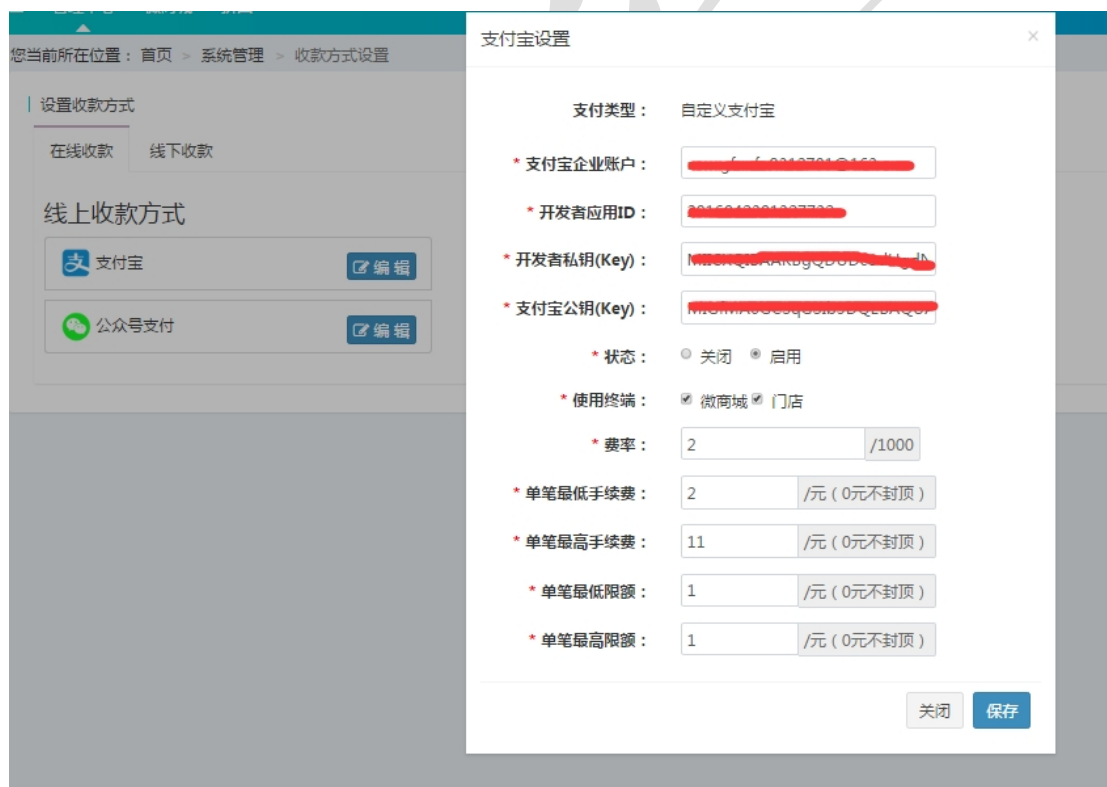 您当前所在位置： 首页 > 系统管理 > 收款方式设置
设置收款方式
在线收款 线下收款
线上收款方式
支付宝 编辑
公众号支付 编辑
支付宝设置 ×
支付类型： 自定义支付宝
* 支付宝企业账户：
* 开发者应用ID：
* 开发者私钥(Key)：
* 支付宝公钥(Key)：
* 状态： 关闭 启用
* 使用终端： 微商城 门店
* 费率： 2 /1000
* 单笔最低手续费： 2 /元（0元不封顶）
* 单笔最高手续费： 11 /元（0元不封顶）
* 单笔最低限额： 1 /元（0元不封顶）
* 单笔最高限额： 1 /元（0元不封顶）
关闭 保存